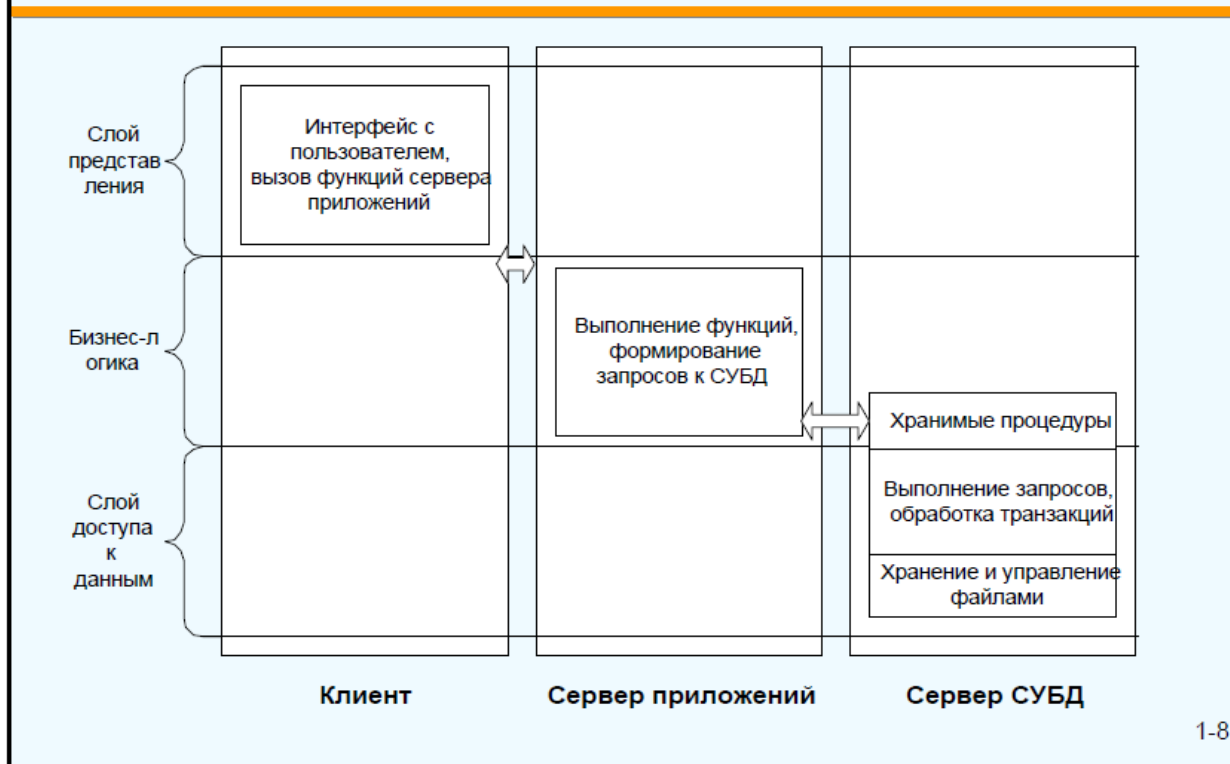 Слой
представ
ления
Интерфейс с
пользователем,
вызов функций сервера
приложений
Бизнес-л
огика
Выполнение функций,
формирование
запросов к СУБД
Хранимые процедуры
Слой
доступа
к
данным
Выполнение запросов,
обработка транзакций
Хранение и управление
файлами
Клиент
Сервер приложений
Сервер СУБД
1-8